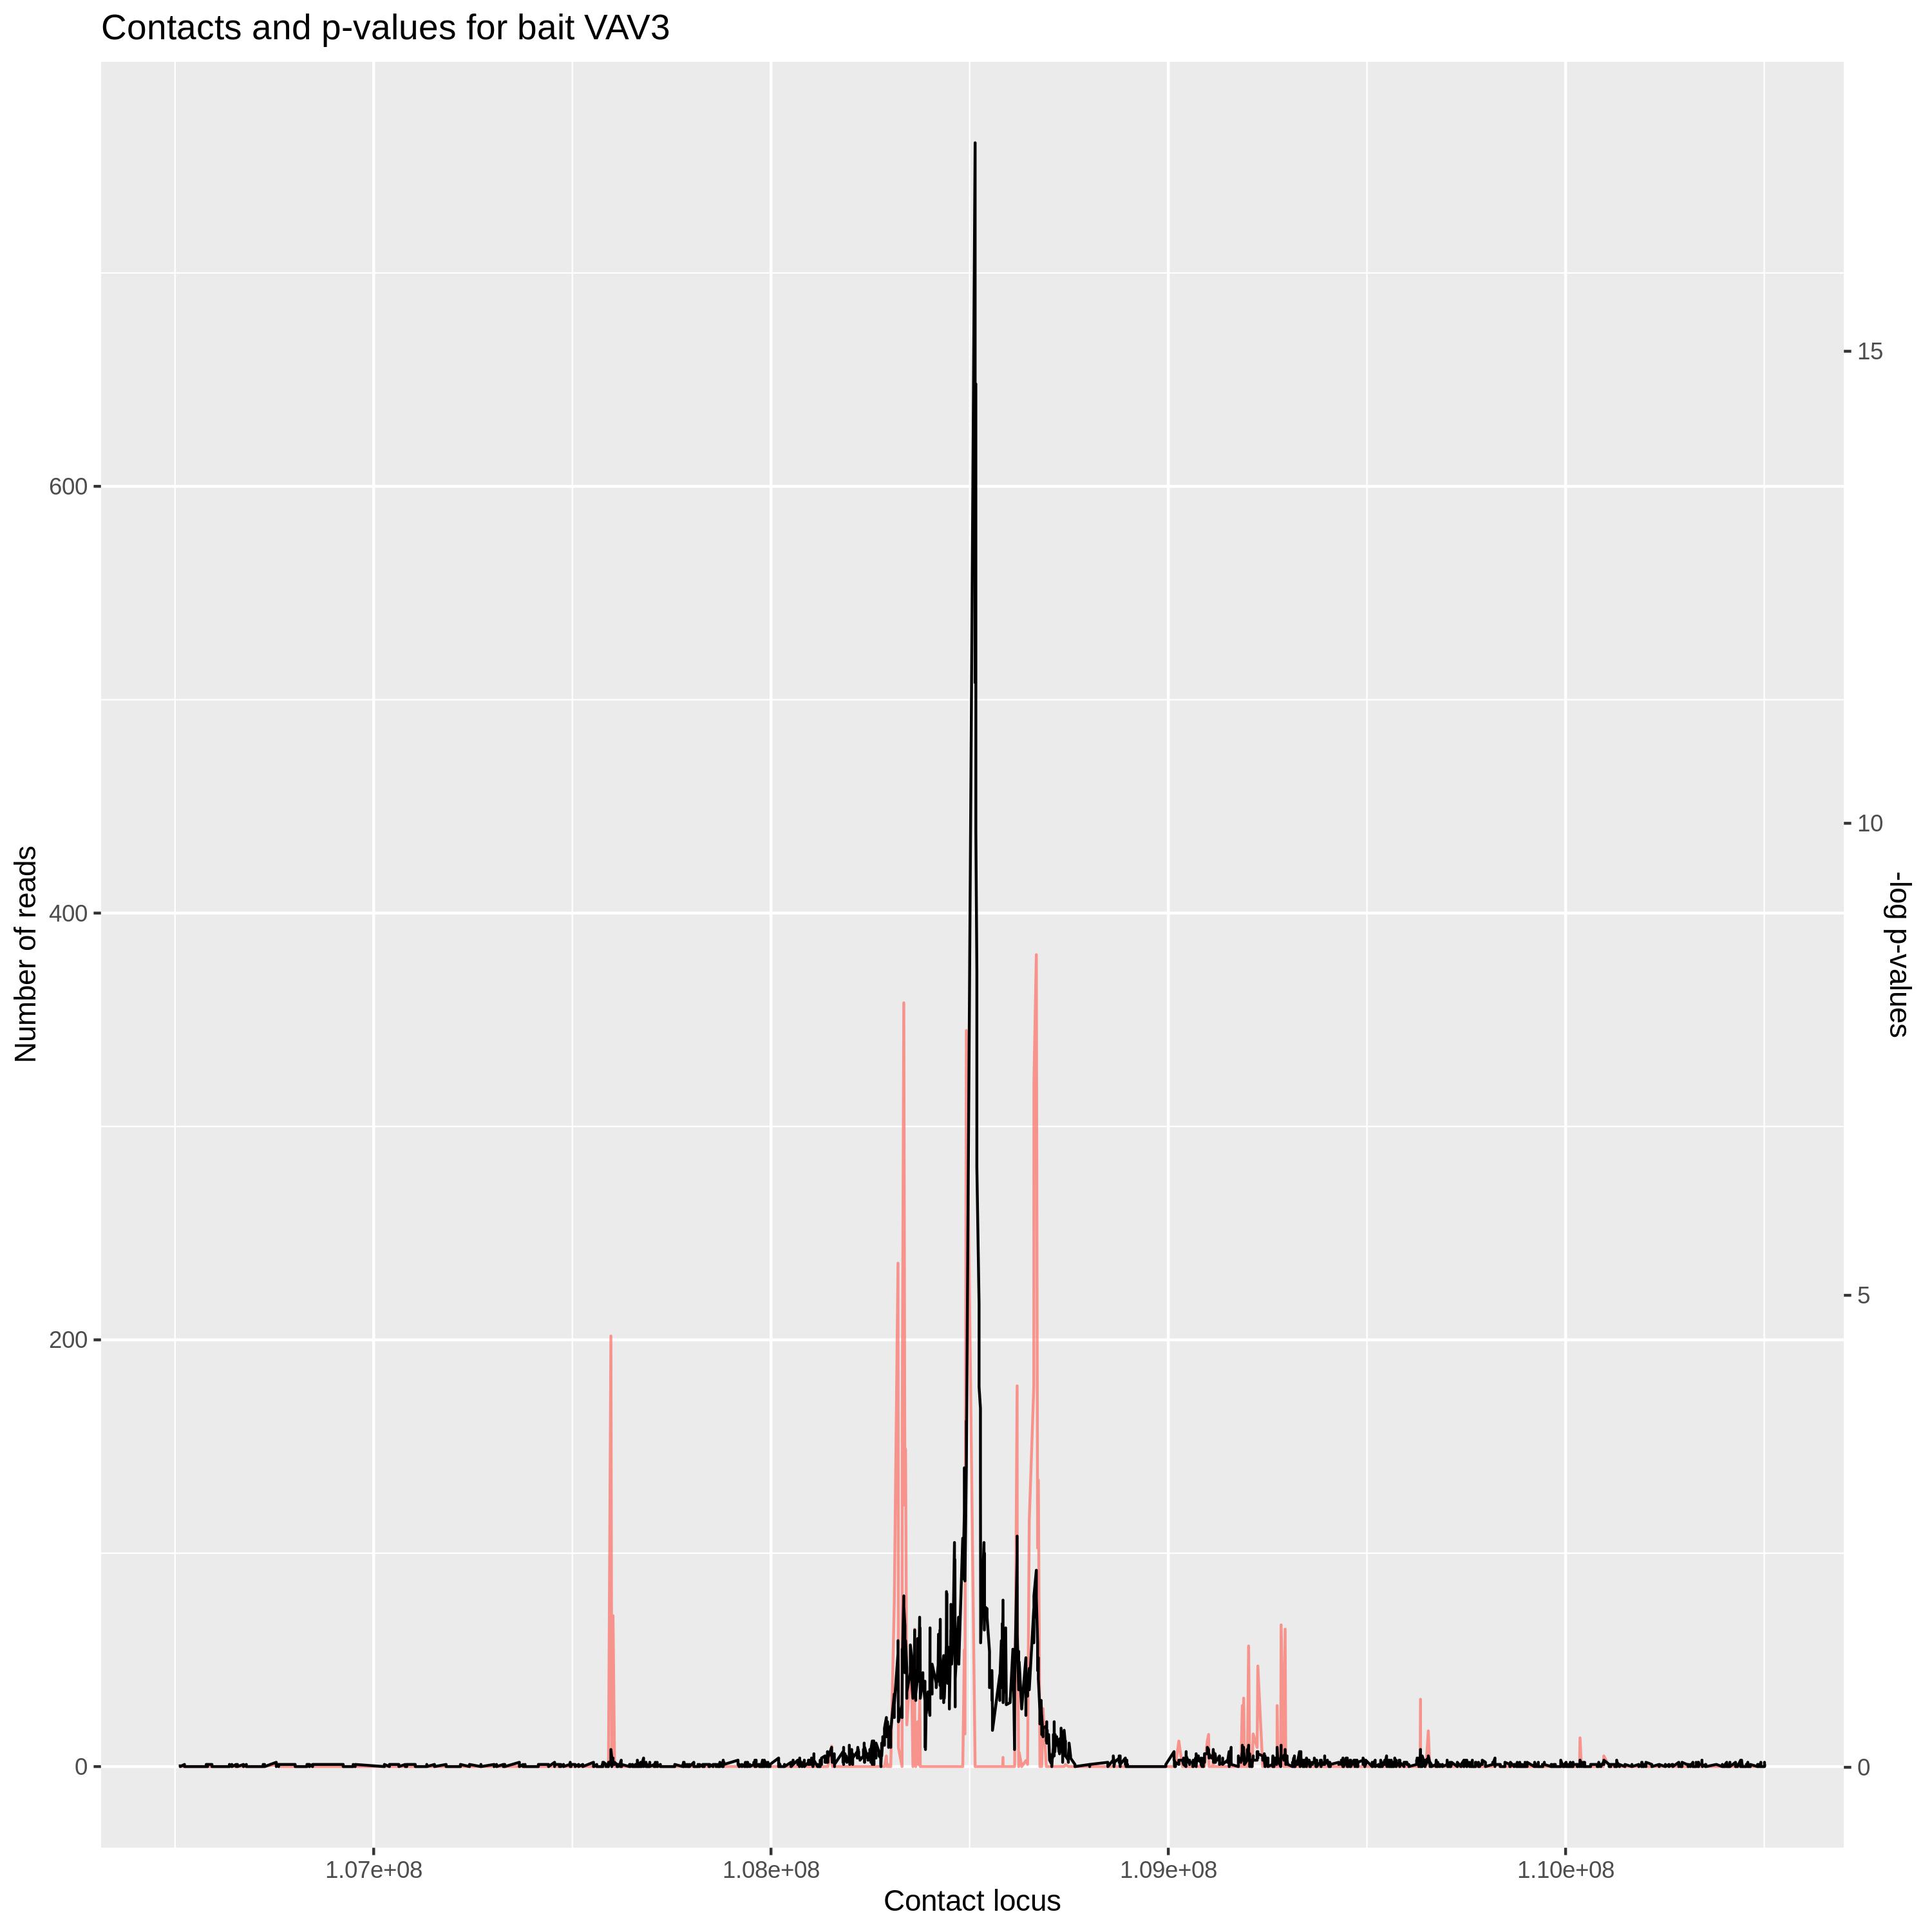 Contacts and p-values for bait VAV3
Number of reads
600
400
200
0
15
10
5
0
-log p-values
1.07e+08
1.08e+08
1.09e+08
1.10e+08
Contact locus